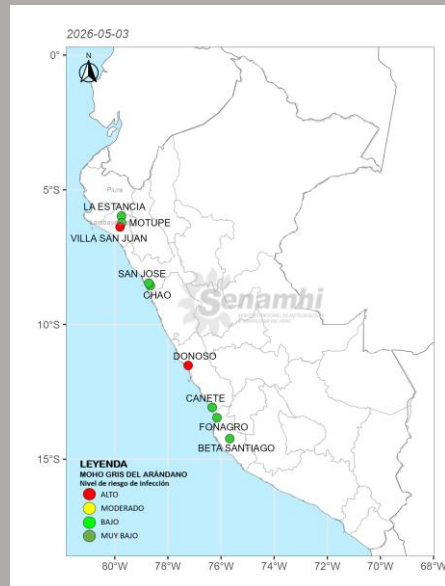 2026-05-03
N
0°
5°S
10°S
15°S
Piura
LA ESTANCIA
MOTUPE
VILLA SAN JUAN
SAN JOSE
CHAO
Senamhi
DONOSO
CANETE
FONAGRO
BETA SANTIAGO
LEYENDA
MOHO GRIS DEL ARÁNDANO
Nivel de riesgo de infección
ALTO
MODERADO
BAJO
MUY BAJO
80°W 78°W 76°W 74°W 72°W 70°W 68°W